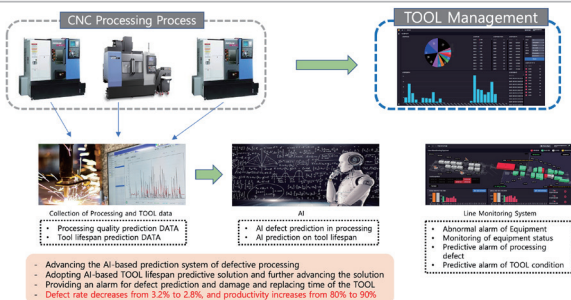 CNC Processing Process
TOOL Management
Collection of Processing and TOOL data
• Processing quality prediction DATA
• Tool lifespan prediction DATA
AI
• AI defect prediction in processing
• AI prediction on tool lifespan
Line Monitoring System
• Abnormal alarm of Equipment
• Monitoring of equipment status
• Predictive alarm of processing
defect
• Predictive alarm of TOOL condition
- Advancing the AI-based prediction system of defective processing
- Adopting AI-based TOOL lifespan predictive solution and further advancing the solution
- Providing an alarm for defect prediction and damage and replacing time of the TOOL
- Defect rate decreases from 3.2% to 2.8%, and productivity increases from 80% to 90%